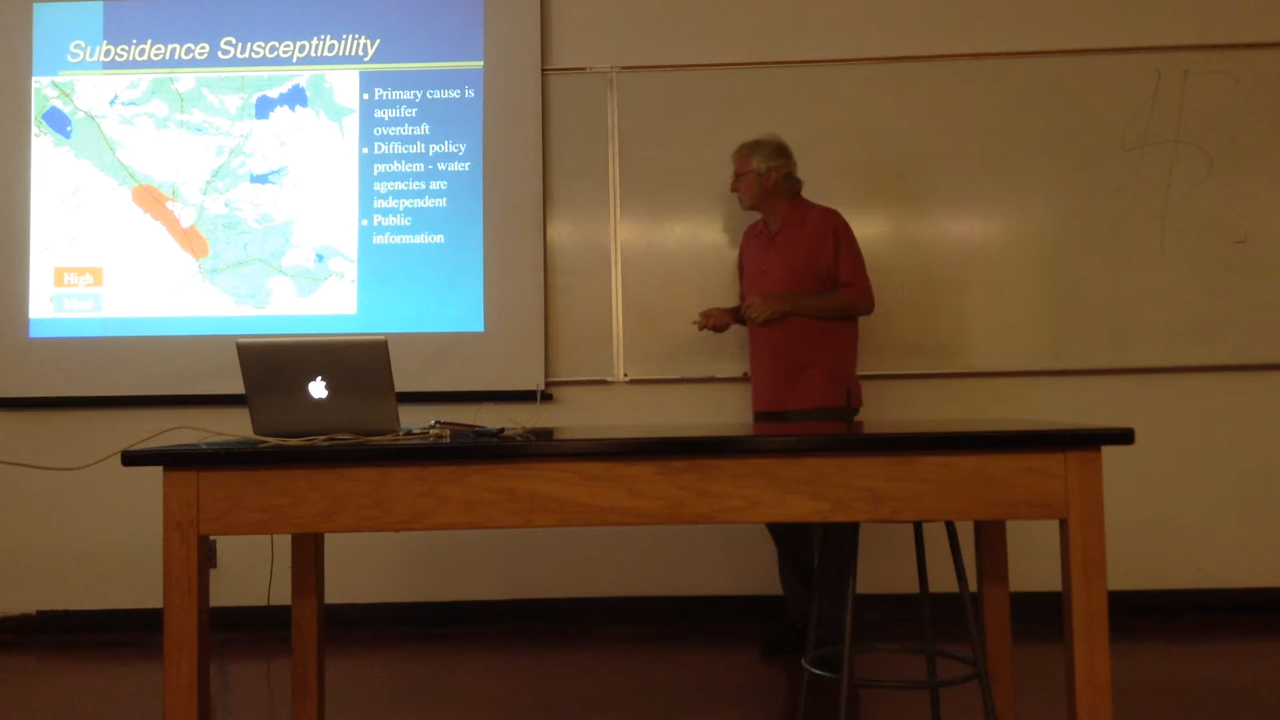 Subsidence Susceptibility
Primary cause is
aquifer
overdraft
Difficult policy
problem - water
agencies are
independent
Public
information
High